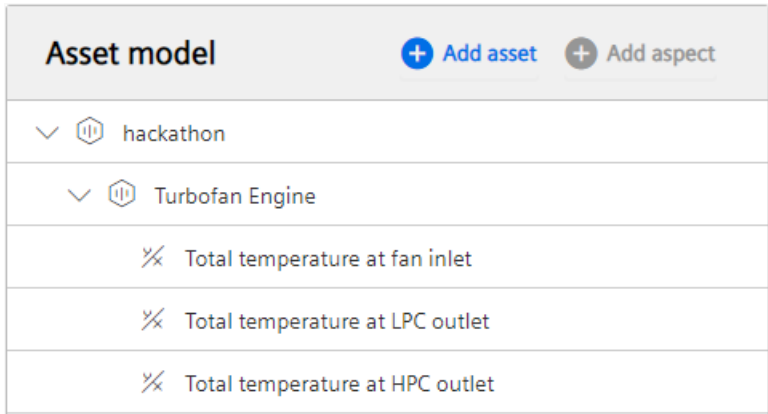 Asset model
Add asset
Add aspect
hackathon
Turbofan Engine
Total temperature at fan inlet
Total temperature at LPC outlet
Total temperature at HPC outlet